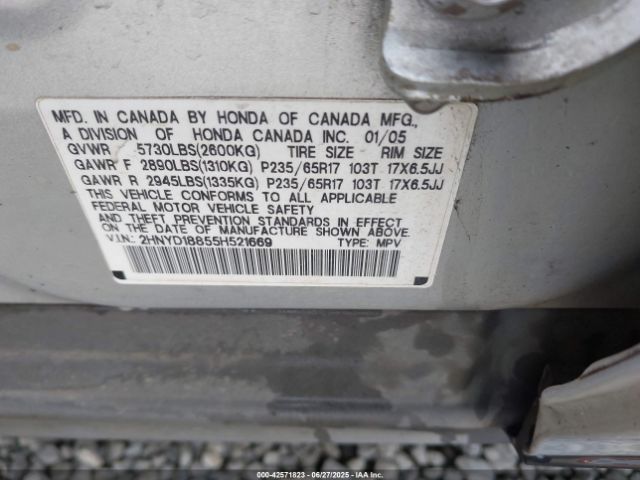 MFD. IN CANADA BY HONDA OF CANADA MFG.,
A DIVISION OF HONDA CANADA INC. 01/05
GVWR 5730LBS(2600KG) TIRE SIZE RIM SIZE
GAWR F 2890LBS(1310KG) P235/65R17 103T 17X6.5JJ
GAWR R 2945LBS(1335KG) P235/65R17 103T 17X6.5JJ
THIS VEHICLE CONFORMS TO ALL APPLICABLE
FEDERAL MOTOR VEHICLE SAFETY
AND THEFT PREVENTION STANDARDS IN EFFECT
ON THE DATE OF MANUFACTURE SHOWN ABOVE.
V.I.N.: 2HNYD18855H521669 TYPE: MPV
000-42571823 - 06/27/2025 - IAAI.COM